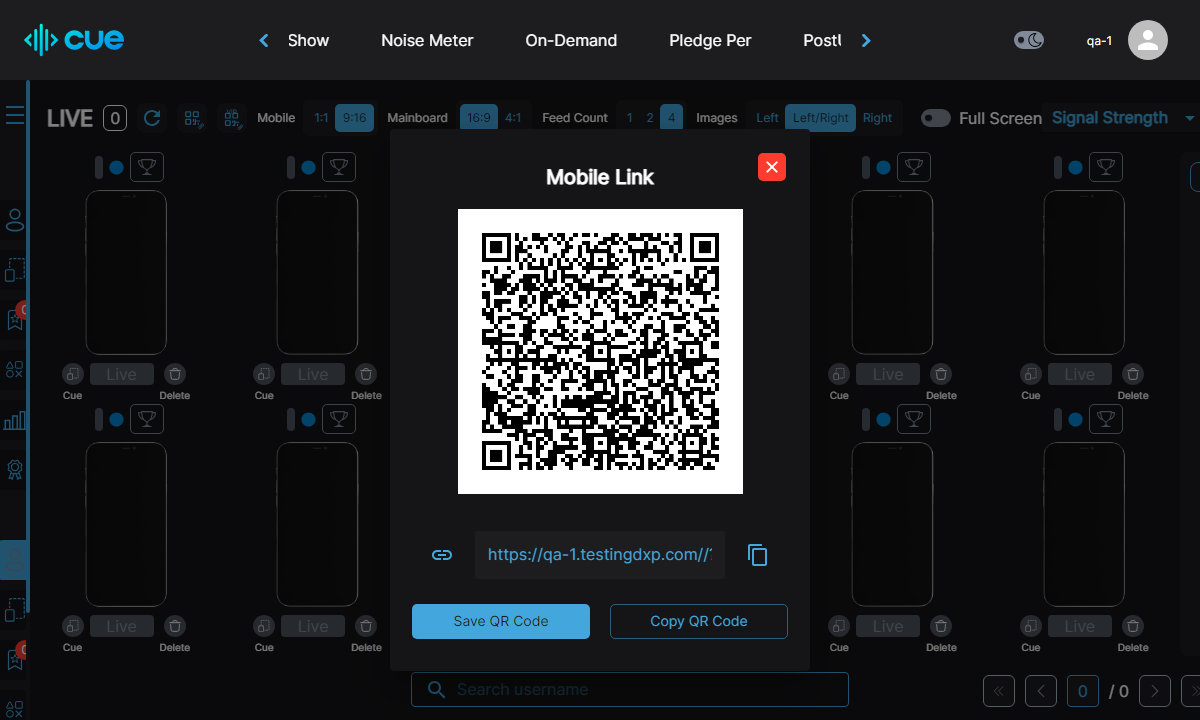 cue
Show Noise Meter On-Demand Pledge Per PostU
qa-1
LIVE 0 Mobile 1:1 9:16 Mainboard 16:9 4:1 Feed Count 1 2 4 Images Left Left/Right Right Full Screen Signal Strength
Mobile Link
Live Live Live Live
Cue Delete Cue Delete Cue Delete Cue Delete
https://qa-1.testingdxp.com//
Save QR Code Copy QR Code
Live Live Live Live
Cue Delete Cue Delete Cue Delete Cue Delete
Search username
0 / 0